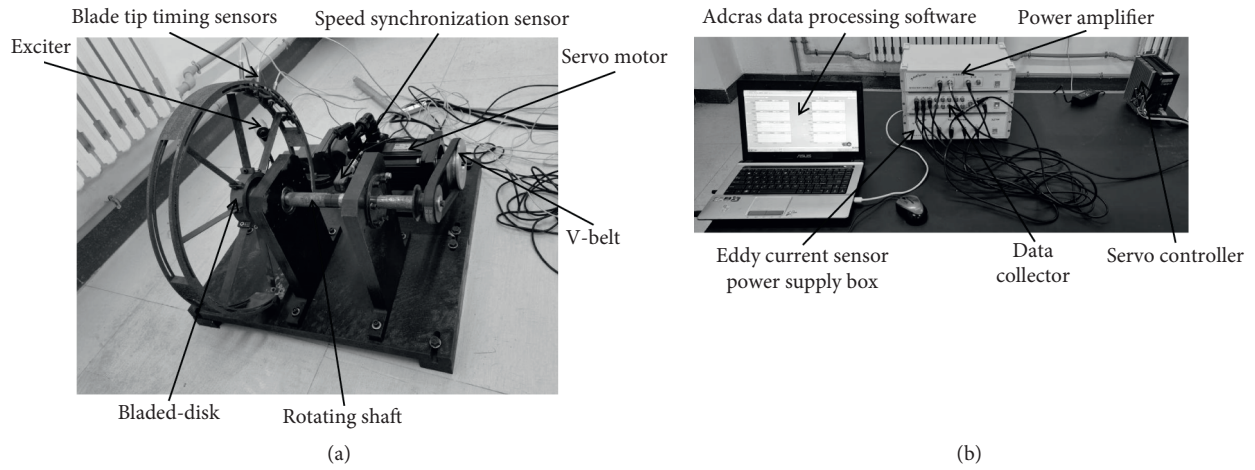 Blade tip timing sensors
Speed synchronization sensor
Exciter
Servo motor
V-belt
Bladed-disk
Rotating shaft
(a)
Adcras data processing software
Power amplifier
ASUS
Eddy current sensor
power supply box
Data
collector
Servo controller
(b)